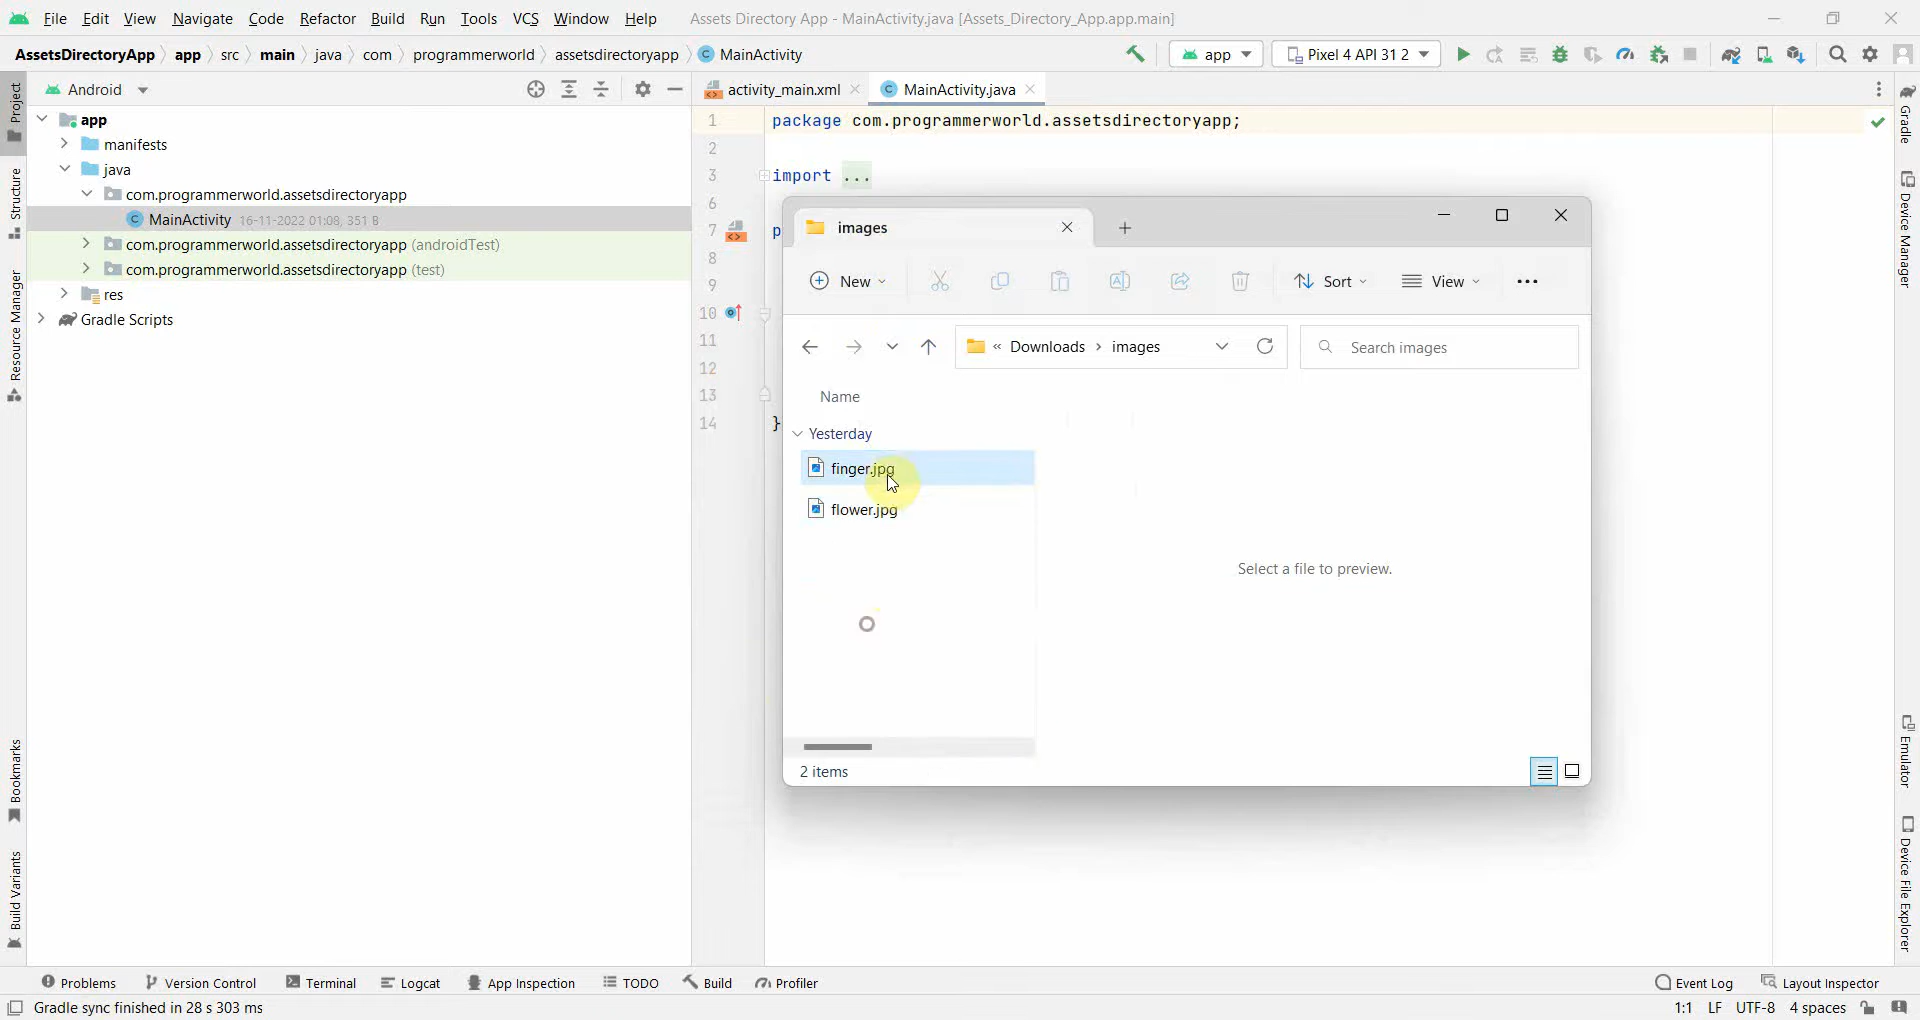 File Edit View Navigate Code Refactor Build Run Tools VCS Window Help Assets Directory App - MainActivity.java [Assets_Directory_App.app.main]
AssetsDirectoryApp app src main java com programmerworld assetsdirectoryapp MainActivity app Pixel 4 API 31 2
Project
Structure
Resource Manager
Bookmarks
Build Variants
Android
app
manifests
java
com.programmerworld.assetsdirectoryapp
MainActivity 16-11-2022 01:08, 351 B
com.programmerworld.assetsdirectoryapp (androidTest)
com.programmerworld.assetsdirectoryapp (test)
res
Gradle Scripts
activity_main.xml MainActivity.java
1 package com.programmerworld.assetsdirectoryapp;
2
3 import ...
6
7 p
8
9
10
11
12
13
14 }
images
New Sort View
« Downloads > images Search images
Name
Yesterday
finger.jpg
flower.jpg
Select a file to preview.
2 items
Gradle
Device Manager
Emulator
Device File Explorer
Problems Version Control Terminal Logcat App Inspection TODO Build Profiler Event Log Layout Inspector
Gradle sync finished in 28 s 303 ms 1:1 LF UTF-8 4 spaces